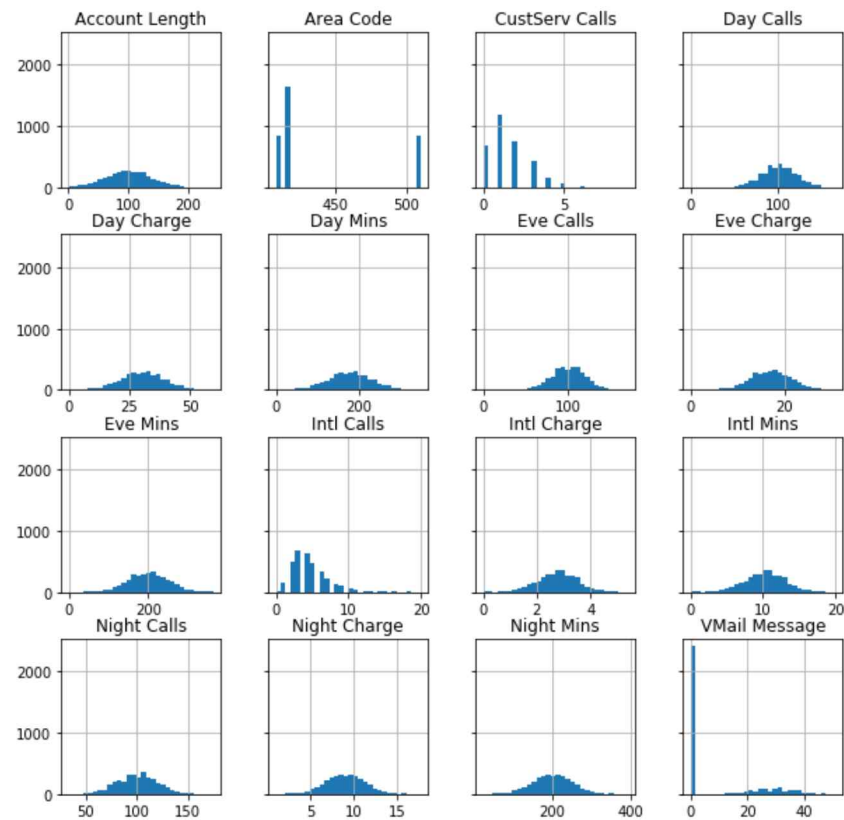 Account Length Area Code CustServ Calls Day Calls
2000
1000
0
0 100 200 450 500 0 5 0 100
Day Charge Day Mins Eve Calls Eve Charge
2000
1000
0
0 25 50 0 200 0 100 0 20
Eve Mins Intl Calls Intl Charge Intl Mins
2000
1000
0
0 200 0 10 20 0 2 4 0 10 20
Night Calls Night Charge Night Mins VMail Message
2000
1000
0
50 100 150 5 10 15 200 400 0 20 40